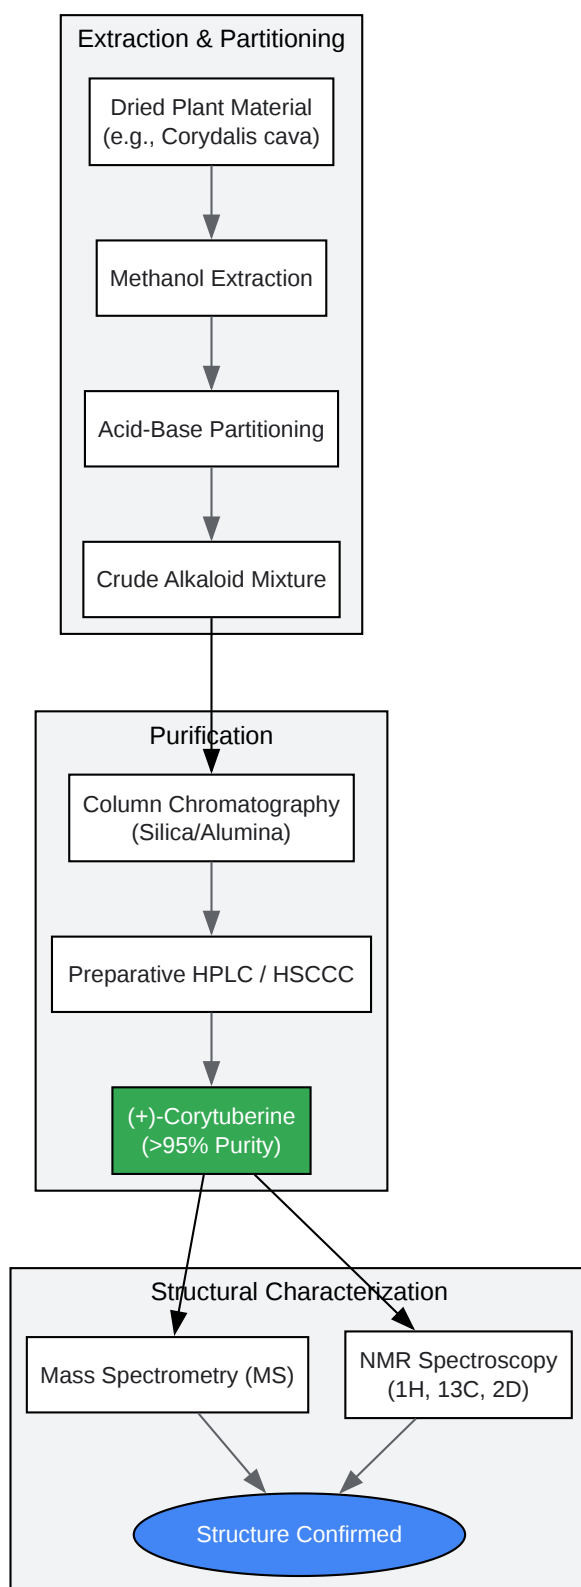 Extraction & Partitioning
Dried Plant Material
(e.g., Corydalis cava)
Methanol Extraction
Acid-Base Partitioning
Crude Alkaloid Mixture
Purification
Column Chromatography
(Silica/Alumina)
Preparative HPLC / HSCCC
(+)-Corytuberine
(>95% Purity)
Structural Characterization
Mass Spectrometry (MS)
NMR Spectroscopy
(1H, 13C, 2D)
Structure Confirmed